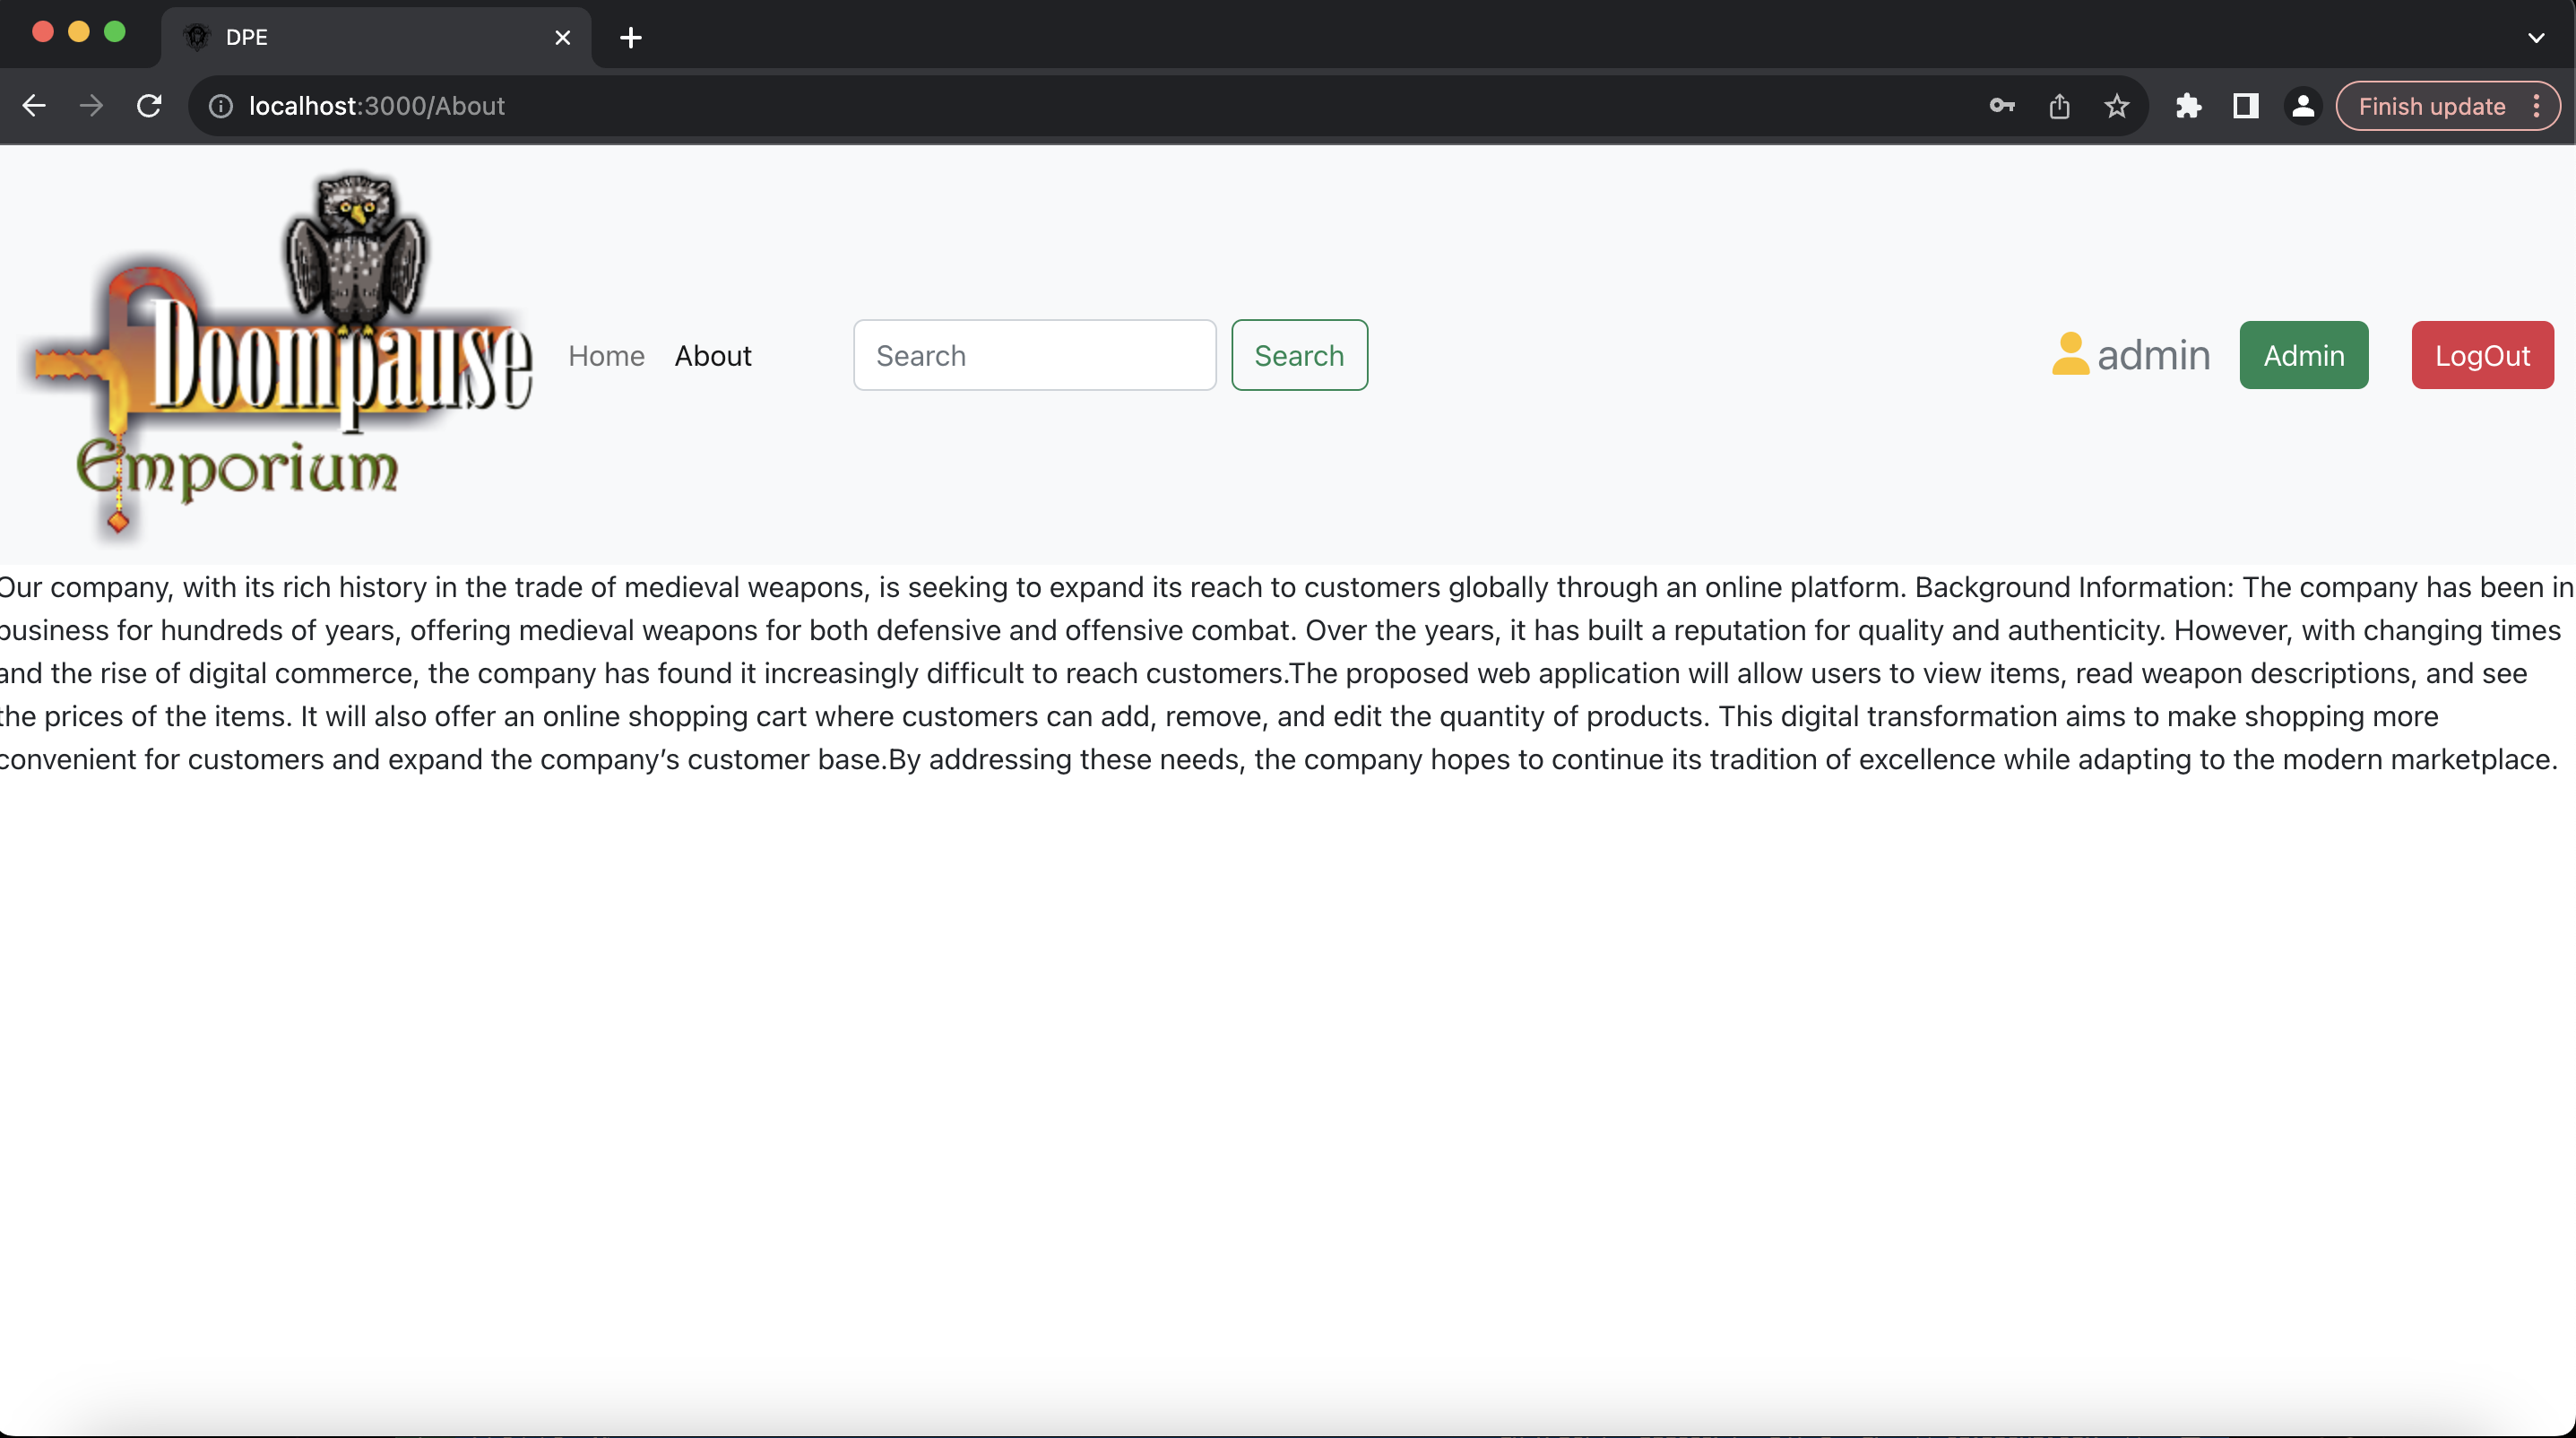 DPE
localhost:3000/About
Finish update
Doompause
Emporium
Home About Search Search admin Admin LogOut
Our company, with its rich history in the trade of medieval weapons, is seeking to expand its reach to customers globally through an online platform. Background Information: The company has been in
business for hundreds of years, offering medieval weapons for both defensive and offensive combat. Over the years, it has built a reputation for quality and authenticity. However, with changing times
and the rise of digital commerce, the company has found it increasingly difficult to reach customers.The proposed web application will allow users to view items, read weapon descriptions, and see
the prices of the items. It will also offer an online shopping cart where customers can add, remove, and edit the quantity of products. This digital transformation aims to make shopping more
convenient for customers and expand the company’s customer base.By addressing these needs, the company hopes to continue its tradition of excellence while adapting to the modern marketplace.